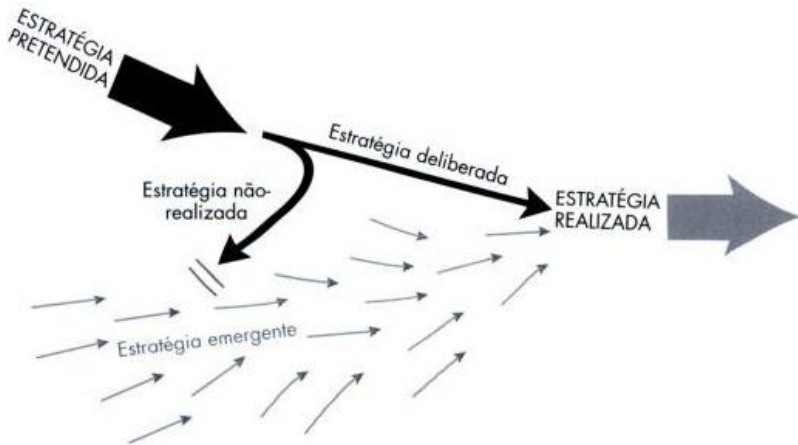 ESTRATÉGIA
PRETENDIDA
Estratégia deliberada
Estratégia não-
realizada
ESTRATÉGIA
REALIZADA
Estratégia emergente